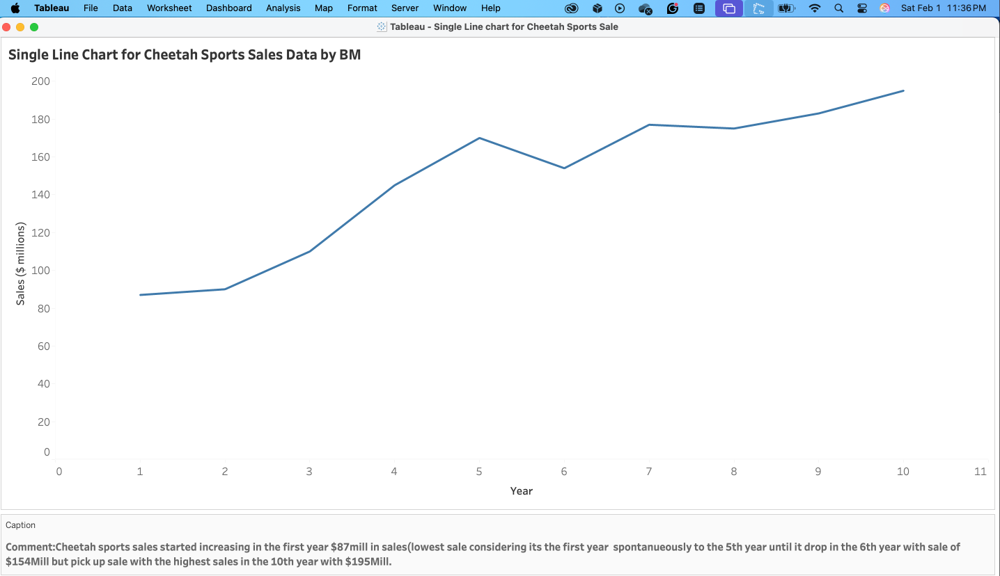 Tableau File Data Worksheet Dashboard Analysis Map Format Server Window Help Sat Feb 1 11:36 PM
Tableau - Single Line chart for Cheetah Sports Sale
Single Line Chart for Cheetah Sports Sales Data by BM
200
180
160
140
120
100
80
60
40
20
0
Sales ($ millions)
0 1 2 3 4 5 6 7 8 9 10 11
Year
Caption
Comment:Cheetah sports sales started increasing in the first year $87mill in sales(lowest sale considering its the first year  spontanueously to the 5th year until it drop in the 6th year with sale of
$154Mill but pick up sale with the highest sales in the 10th year with $195Mill.